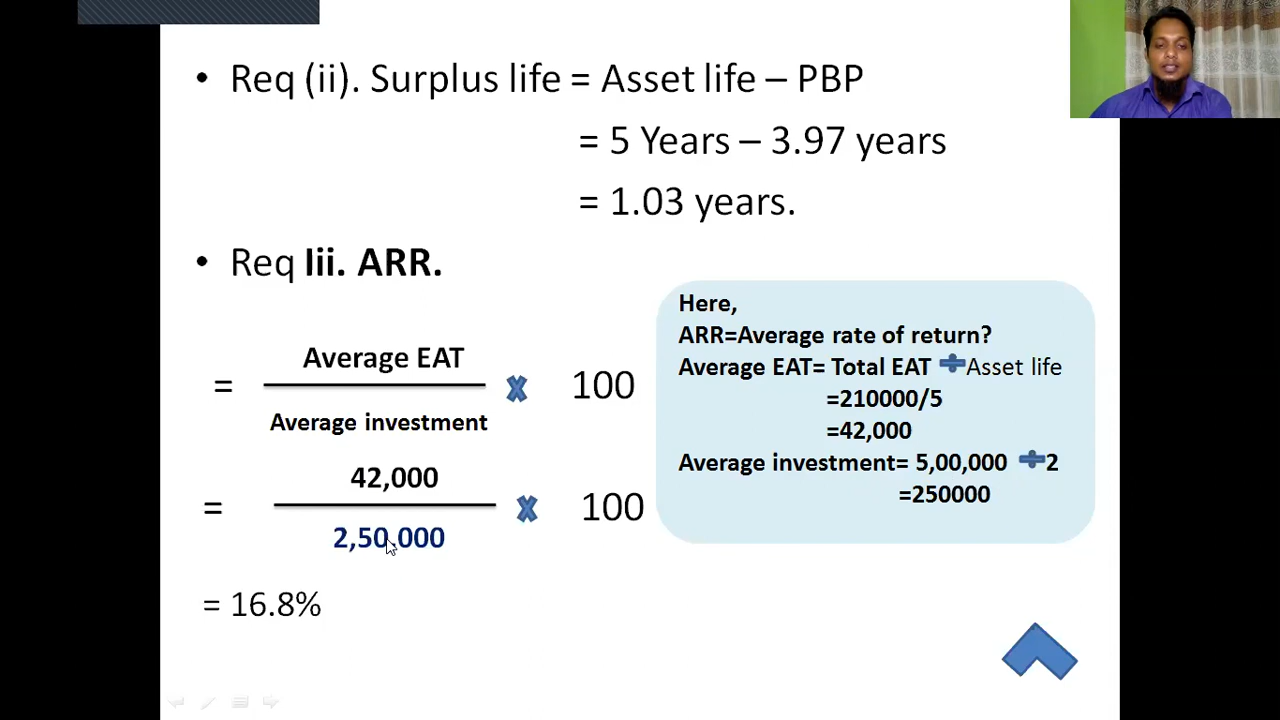 • Req (ii). Surplus life = Asset life – PBP
= 5 Years – 3.97 years
= 1.03 years.
• Req Iii. ARR.
= Average EAT
Average investment
× 100
= 42,000
2,50,000
× 100
= 16.8%
Here,
ARR=Average rate of return?
Average EAT= Total EAT ÷Asset life
=210000/5
=42,000
Average investment= 5,00,000 ÷2
=250000